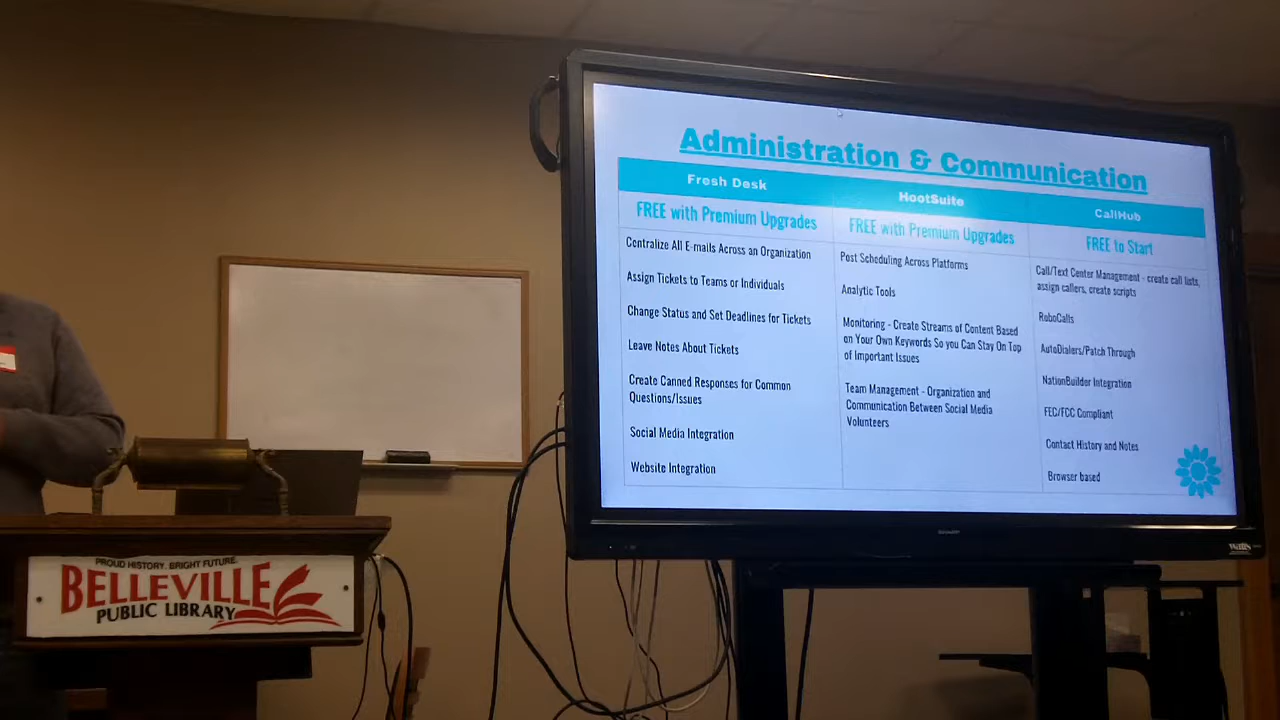 Administration & Communication
Fresh Desk
FREE with Premium Upgrades
Centralize All E-mails Across an Organization
Assign Tickets to Teams or Individuals
Change Status and Set Deadlines for Tickets
Leave Notes About Tickets
Create Canned Responses for Common
Questions/Issues
Social Media Integration
Website Integration
HootSuite
FREE with Premium Upgrades
Post Scheduling Across Platforms
Analytic Tools
Monitoring - Create Streams of Content Based
on Your Own Keywords So you Can Stay On Top
of Important Issues
Team Management - Organization and
Communication Between Social Media
Volunteers
CallHub
FREE to Start
Call/Text Center Management - create call lists,
assign callers, create scripts
RoboCalls
AutoDialers/Patch Through
NationBuilder Integration
FEC/FCC Compliant
Contact History and Notes
Browser based
SHARP
PROUD HISTORY. BRIGHT FUTURE.
BELLEVILLE
PUBLIC LIBRARY